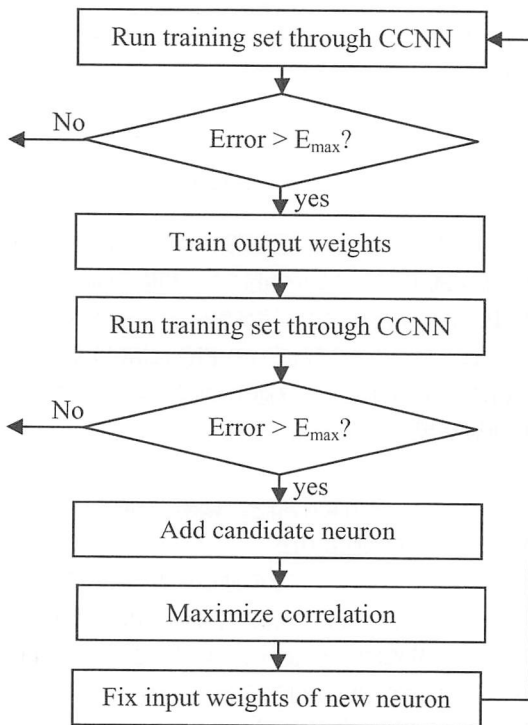 Run training set through CCNN
No
Error > Emax?
yes
Train output weights
Run training set through CCNN
No
Error > Emax?
yes
Add candidate neuron
Maximize correlation
Fix input weights of new neuron